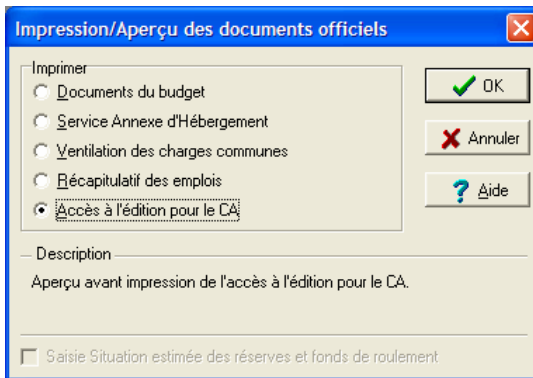 Impression/Aperçu des documents officiels
Imprimer
Documents du budget
Service Annexe d'Hébergement
Ventilation des charges communes
Récapitulatif des emplois
Accès à l'édition pour le CA
OK
Annuler
Aide
Description
Aperçu avant impression de l'accès à l'édition pour le CA.
Saisie Situation estimée des réserves et fonds de roulement